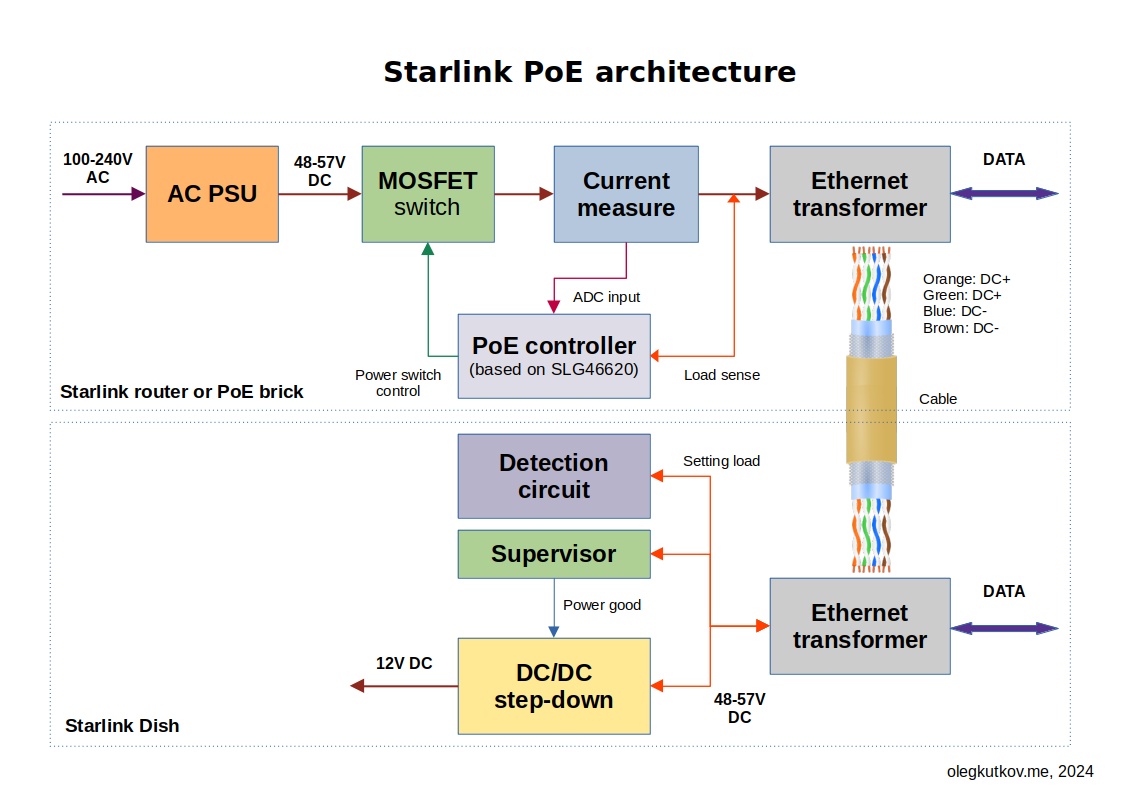 Starlink PoE architecture
100-240V
AC
AC PSU
48-57V
DC
MOSFET
switch
Current
measure
Ethernet
transformer
DATA
ADC input
Orange: DC+
Green: DC+
Blue: DC-
Brown: DC-
PoE controller
(based on SLG46620)
Power switch
control
Load sense
Starlink router or PoE brick
Cable
Detection
circuit
Setting load
Supervisor
Power good
Ethernet
transformer
DATA
12V DC
DC/DC
step-down
48-57V
DC
Starlink Dish
olegkutkov.me, 2024